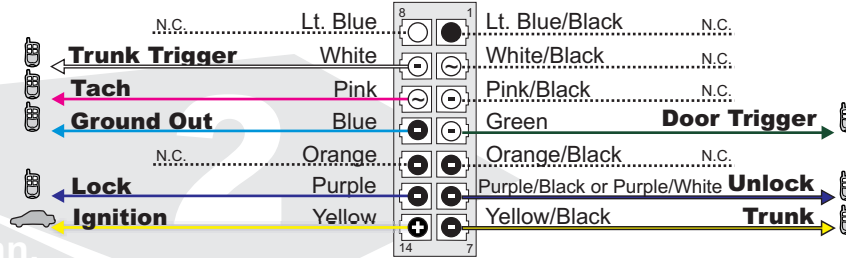 8 1
N.C. Lt. Blue Lt. Blue/Black N.C.
Trunk Trigger White White/Black N.C.
Tach Pink Pink/Black N.C.
Ground Out Blue Green Door Trigger
N.C. Orange Orange/Black N.C.
Lock Purple Purple/Black or Purple/White Unlock
Ignition Yellow Yellow/Black Trunk
14 7
2